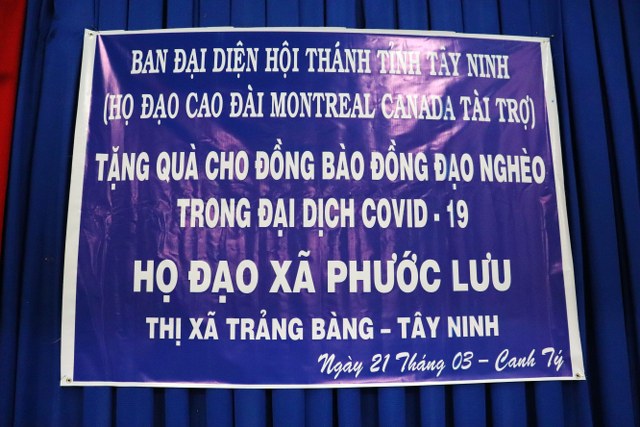 BAN ĐẠI DIỆN HỘI THÁNH TỈNH TÂY NINH
(HỌ ĐẠO CAO ĐÀI MONTREAL CANADA TÀI TRỢ)
TẶNG QUÀ CHO ĐỒNG BÀO ĐỒNG ĐẠO NGHÈO
TRONG ĐẠI DỊCH COVID - 19
HỌ ĐẠO XÃ PHƯỚC LƯU
THỊ XÃ TRẢNG BÀNG – TÂY NINH
Ngày 21 Tháng 03 – Canh Tý